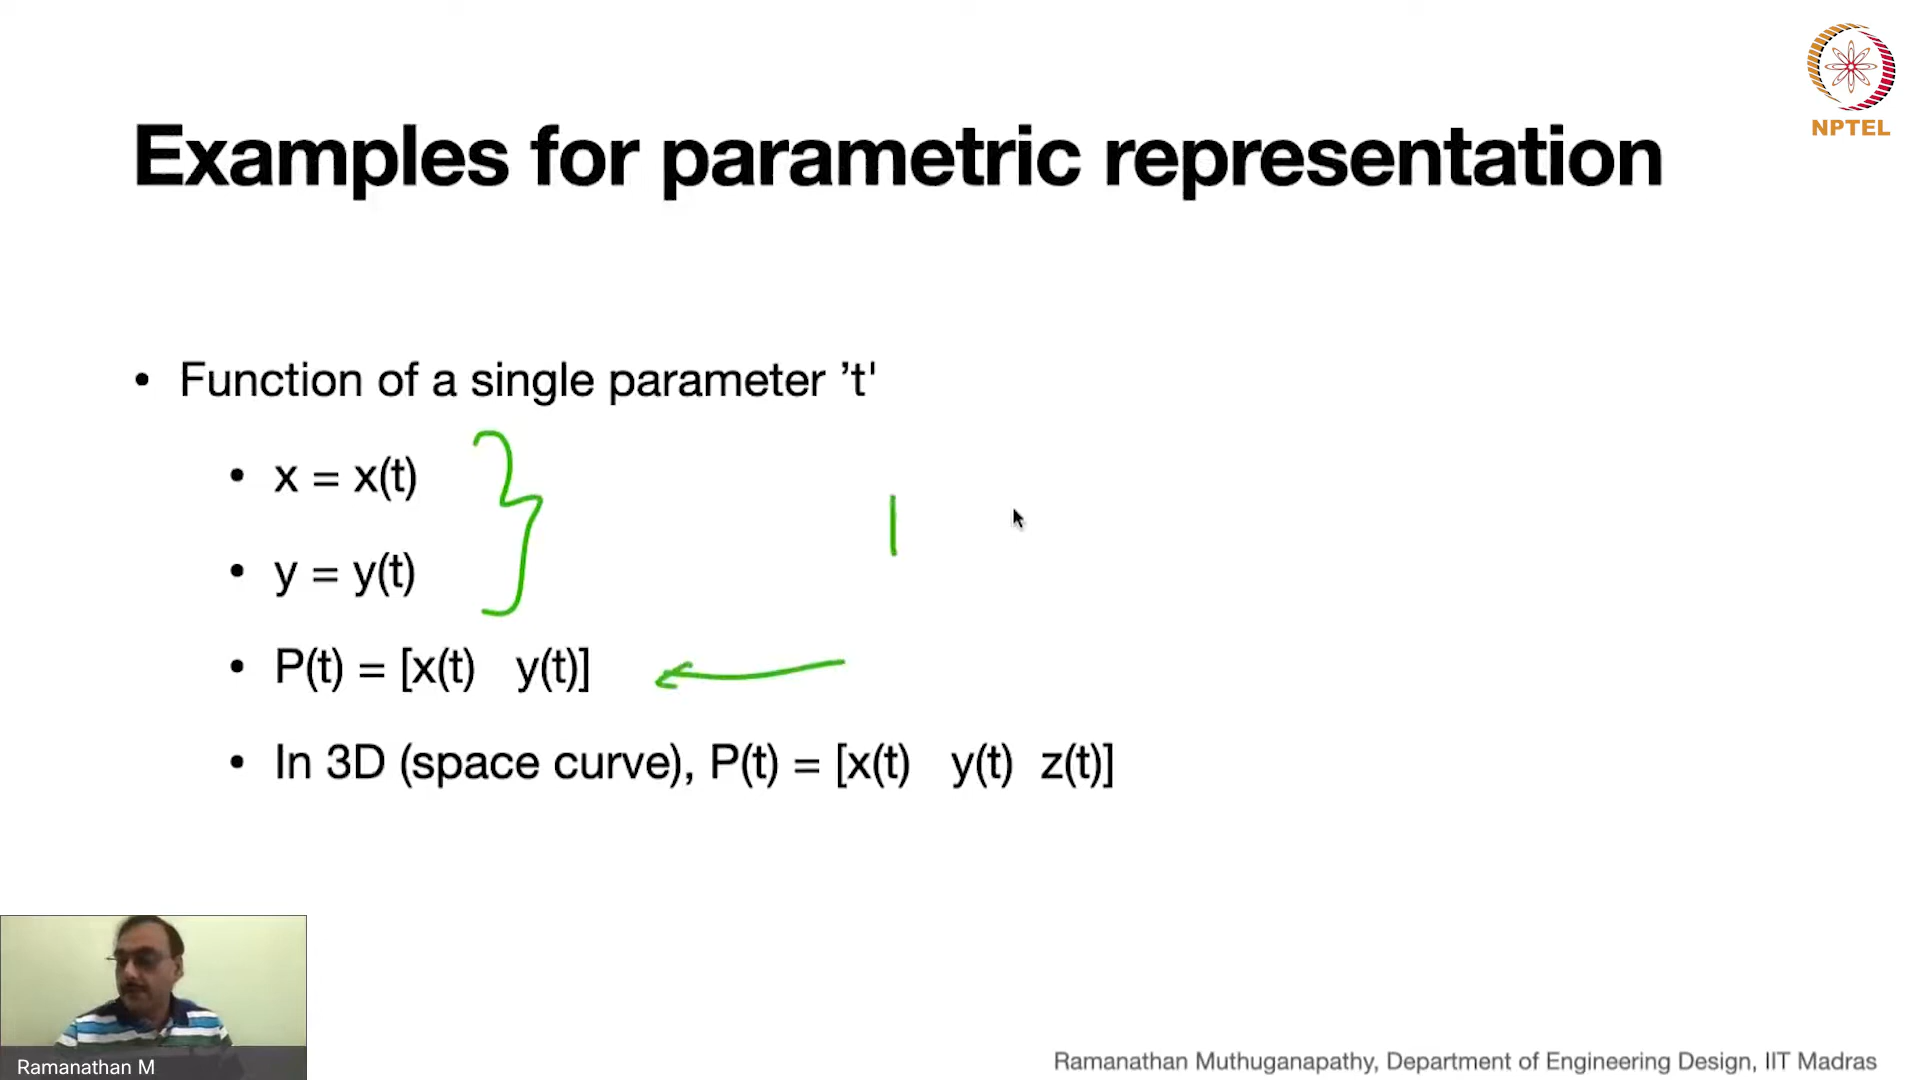 NPTEL
Examples for parametric representation
• Function of a single parameter ’t'
• x = x(t)
• y = y(t)
• P(t) = [x(t) y(t)]
• In 3D (space curve), P(t) = [x(t) y(t) z(t)]
Ramanathan M
Ramanathan Muthuganapathy, Department of Engineering Design, IIT Madras